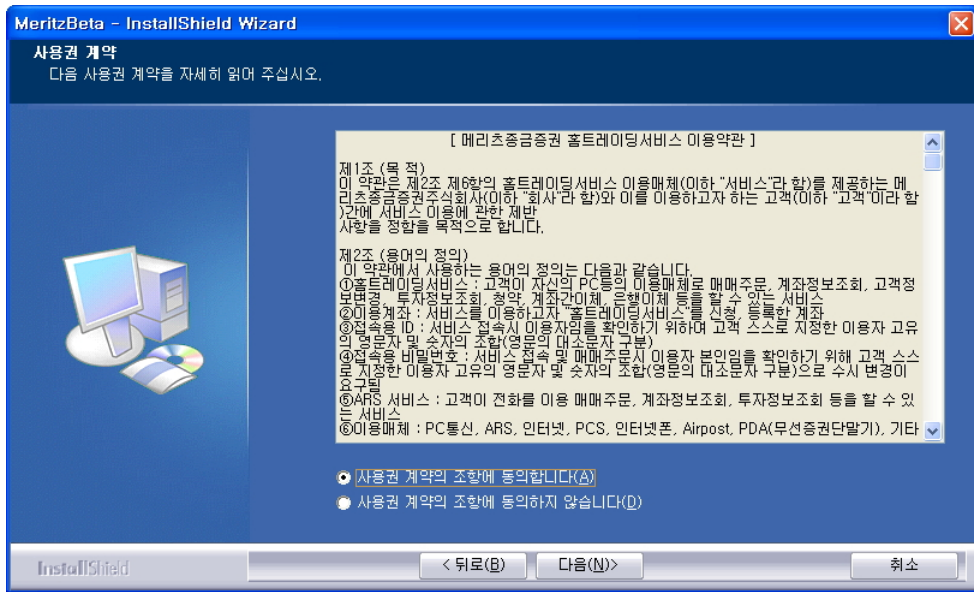 MeritzBeta - InstallShield Wizard
사용권 계약
다음 사용권 계약을 자세히 읽어 주십시오.
[ 메리츠종금증권 홈트레이딩서비스 이용약관 ]
제1조 (목 적)
이 약관은 제2조 제6항의 홈트레이딩서비스 이용매체(이하 "서비스"라 함)를 제공하는 메
리츠종금증권주식회사(이하 "회사"라 함)와 이를 이용하고자 하는 고객(이하 "고객"이라 함
)간에 서비스 이용에 관한 제반
사항을 정함을 목적으로 합니다.
제2조 (용어의 정의)
이 약관에서 사용하는 용어의 정의는 다음과 같습니다.
①홈트레이딩서비스 : 고객이 자신의 PC등의 이용매체로 매매주문, 계좌정보조회, 고객정
보변경, 투자정보조회, 청약, 계좌간이체, 은행이체 등을 할 수 있는 서비스
②이용계좌 : 서비스를 이용하고자 "홈트레이딩서비스"를 신청, 등록한 계좌
③접속용 ID : 서비스 접속시 이용자임을 확인하기 위하며 고객 스스로 지정한 이용자 고유
의 영문자 및 숫자의 조합(영문의 대소문자 구분)
④접속용 비밀번호 : 서비스 접속 및 매매주문시 이용자 본인임을 확인하기 위해 고객 스스
로 지정한 이용자 고유의 영문자 및 숫자의 조합(영문의 대소문자 구분)으로 수시 변경이
요구됨
⑤ARS 서비스 : 고객이 전화를 이용 매매주문, 계좌정보조회, 투자정보조회 등을 할 수 있
는 서비스
⑥이용매체 : PC통신, ARS, 인터넷, PCS, 인터넷폰, Airpost, PDA(무선증권단말기), 기타
사용권 계약의 조항에 동의합니다(A)
사용권 계약의 조항에 동의하지 않습니다(D)
InstallShield
< 뒤로(B)
다음(N)>
취소